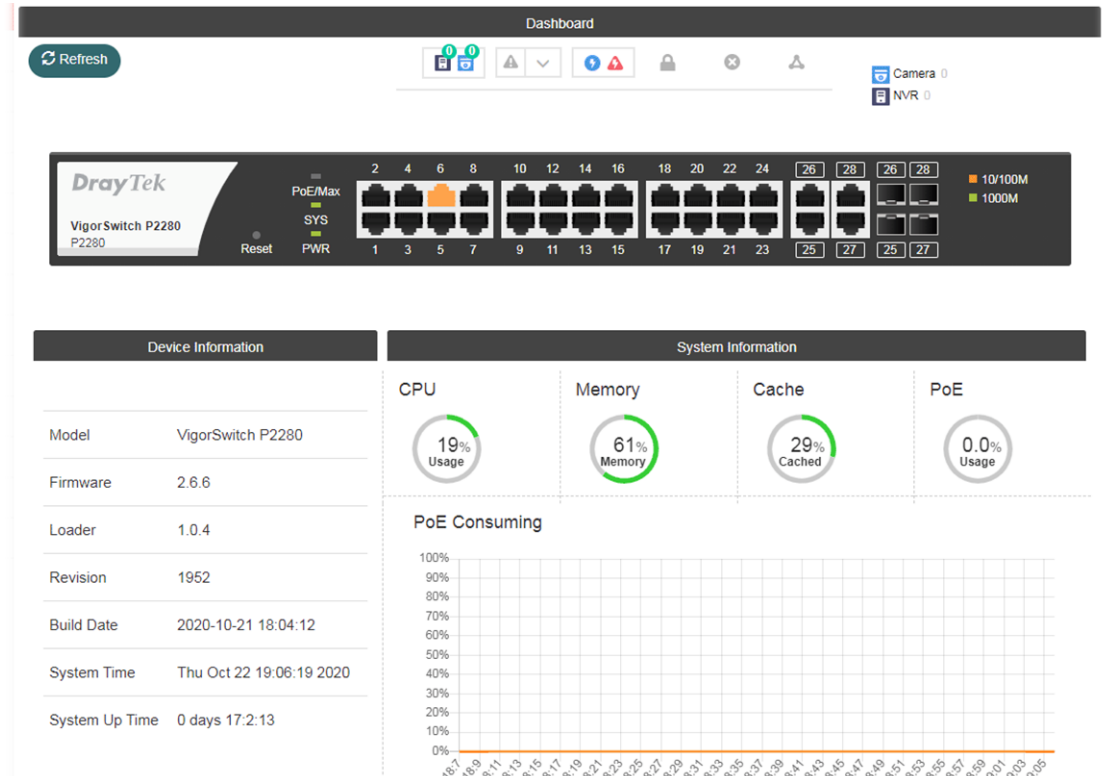 Dashboard
Refresh
0 0
Camera 0
NVR 0
2 4 6 8 10 12 14 16 18 20 22 24 26 28 26 28
DrayTek
PoE/Max
10/100M
1000M
SYS
VigorSwitch P2280
P2280
Reset PWR
1 3 5 7 9 11 13 15 17 19 21 23 25 27 25 27
Device Information
System Information
Model VigorSwitch P2280
Firmware 2.6.6
Loader 1.0.4
Revision 1952
Build Date 2020-10-21 18:04:12
System Time Thu Oct 22 19:06:19 2020
System Up Time 0 days 17:2:13
CPU Memory Cache PoE
19% 61% 29% 0.0%
Usage Memory Cached Usage
PoE Consuming
100%
90%
80%
70%
60%
50%
40%
30%
20%
10%
0%